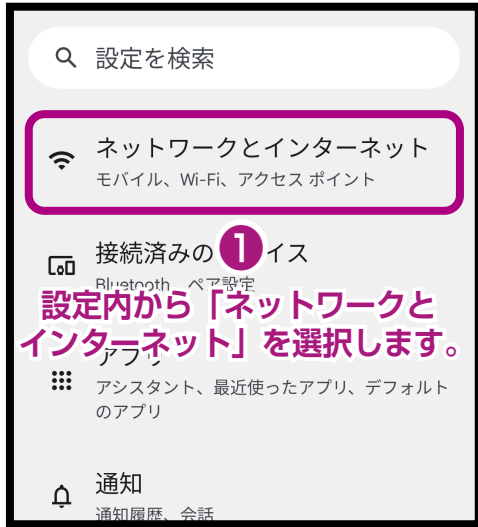 設定を検索
ネットワークとインターネット
モバイル、Wi-Fi、アクセス ポイント
接続済みの
イス
1
Bluetooth、ペア設定
設定内から「ネットワークと
インターネット」を選択します。
アプリ
アシスタント、最近使ったアプリ、デフォルト
のアプリ
通知
通知履歴、会話